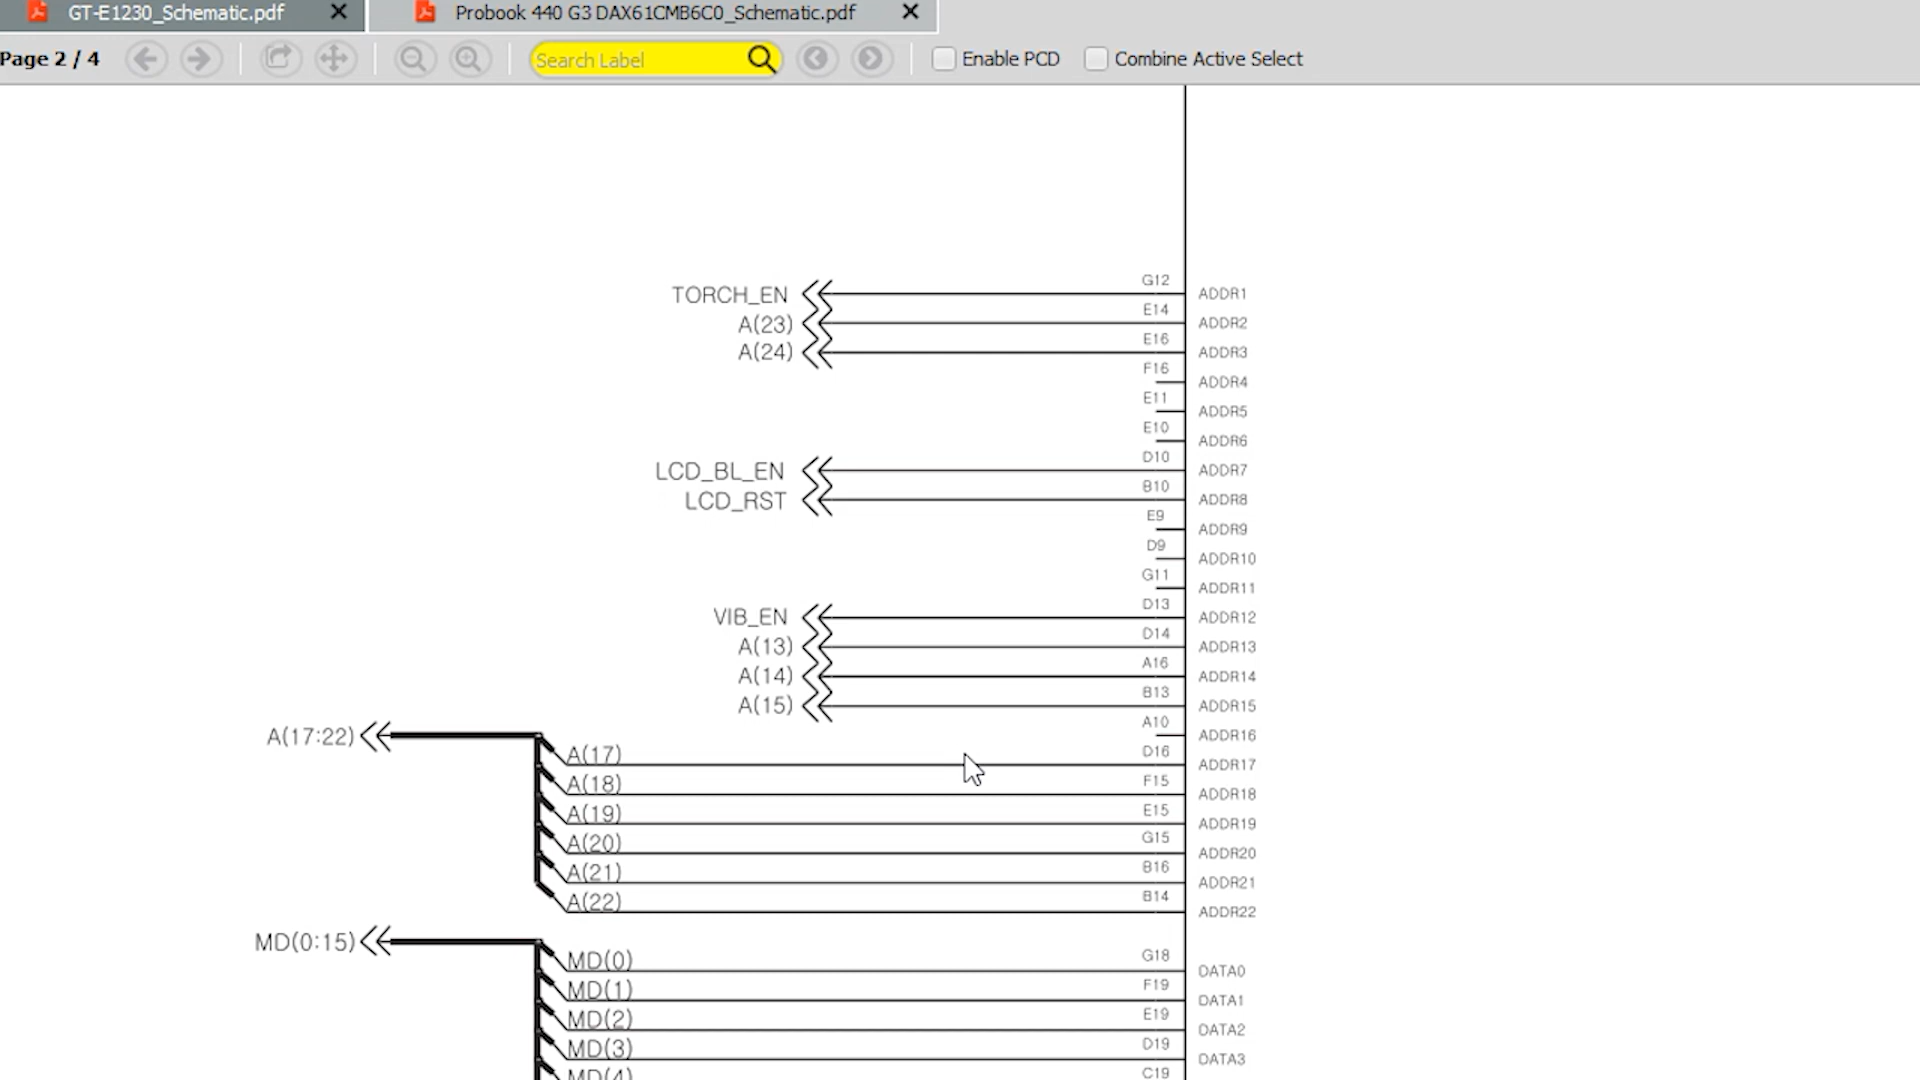 GT-E1230_Schematic.pdf
Probook 440 G3 DAX61CMB6C0_Schematic.pdf
Page 2 / 4
Search Label
Enable PCD
Combine Active Select
TORCH_EN G12 ADDR1
A(23) E14 ADDR2
A(24) E16 ADDR3
F16 ADDR4
E11 ADDR5
E10 ADDR6
LCD_BL_EN D10 ADDR7
LCD_RST B10 ADDR8
E9 ADDR9
D9 ADDR10
G11 ADDR11
VIB_EN D13 ADDR12
A(13) D14 ADDR13
A(14) A16 ADDR14
A(15) B13 ADDR15
A(17:22) A10 ADDR16
A(17) D16 ADDR17
A(18) F15 ADDR18
A(19) E15 ADDR19
A(20) G15 ADDR20
A(21) B16 ADDR21
A(22) B14 ADDR22
MD(0:15)
MD(0) G18 DATA0
MD(1) F19 DATA1
MD(2) E19 DATA2
MD(3) D19 DATA3
MD(4) C19